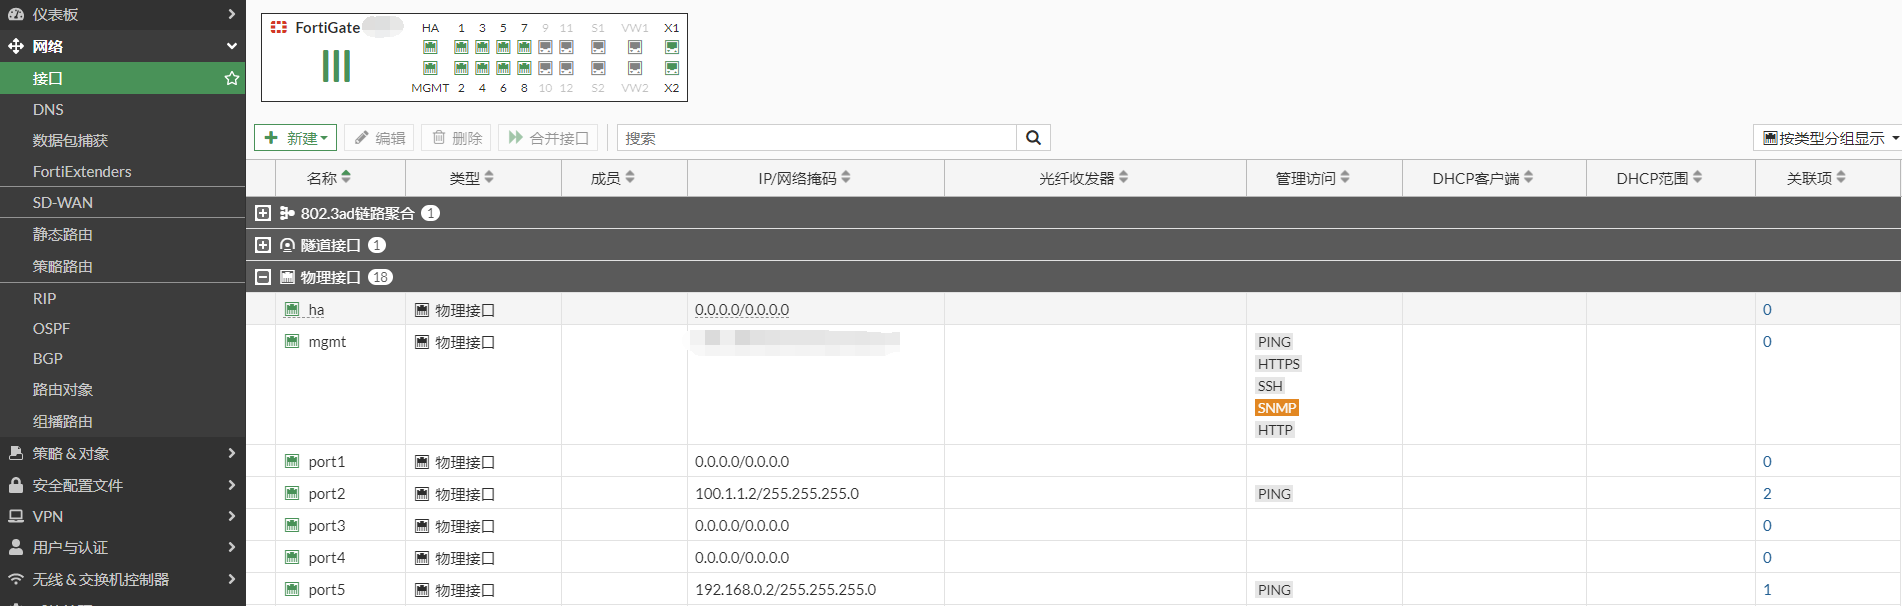 仪表板
网络
接口
DNS
数据包捕获
FortiExtenders
SD-WAN
静态路由
策略路由
RIP
OSPF
BGP
路由对象
组播路由
策略 & 对象
安全配置文件
VPN
用户与认证
无线 & 交换机控制器
FortiGate
HA 1 3 5 7 9 11 S1 VW1 X1
MGMT 2 4 6 8 10 12 S2 VW2 X2
新建 编辑 删除 合并接口 搜索 按类型分组显示
名称 类型 成员 IP/网络掩码 光纤收发器 管理访问 DHCP客户端 DHCP范围 关联项
802.3ad链路聚合 1
隧道接口 1
物理接口 18
ha 物理接口 0.0.0.0/0.0.0.0 0
mgmt 物理接口 PING 0
HTTPS
SSH
SNMP
HTTP
port1 物理接口 0.0.0.0/0.0.0.0 0
port2 物理接口 100.1.1.2/255.255.255.0 PING 2
port3 物理接口 0.0.0.0/0.0.0.0 0
port4 物理接口 0.0.0.0/0.0.0.0 0
port5 物理接口 192.168.0.2/255.255.255.0 PING 1